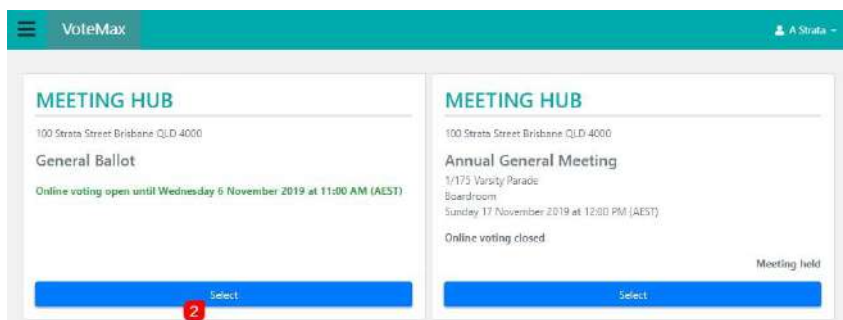 VoteMax
A Strata
MEETING HUB
100 Strata Street Brisbane QLD 4000
General Ballot
Online voting open until Wednesday 6 November 2019 at 11:00 AM (AEST)
Select
2
MEETING HUB
100 Strata Street Brisbane QLD 4000
Annual General Meeting
1/175 Varsity Parade
Boardroom
Sunday 17 November 2019 at 12:00 PM (AEST)
Online voting closed
Meeting held
Select